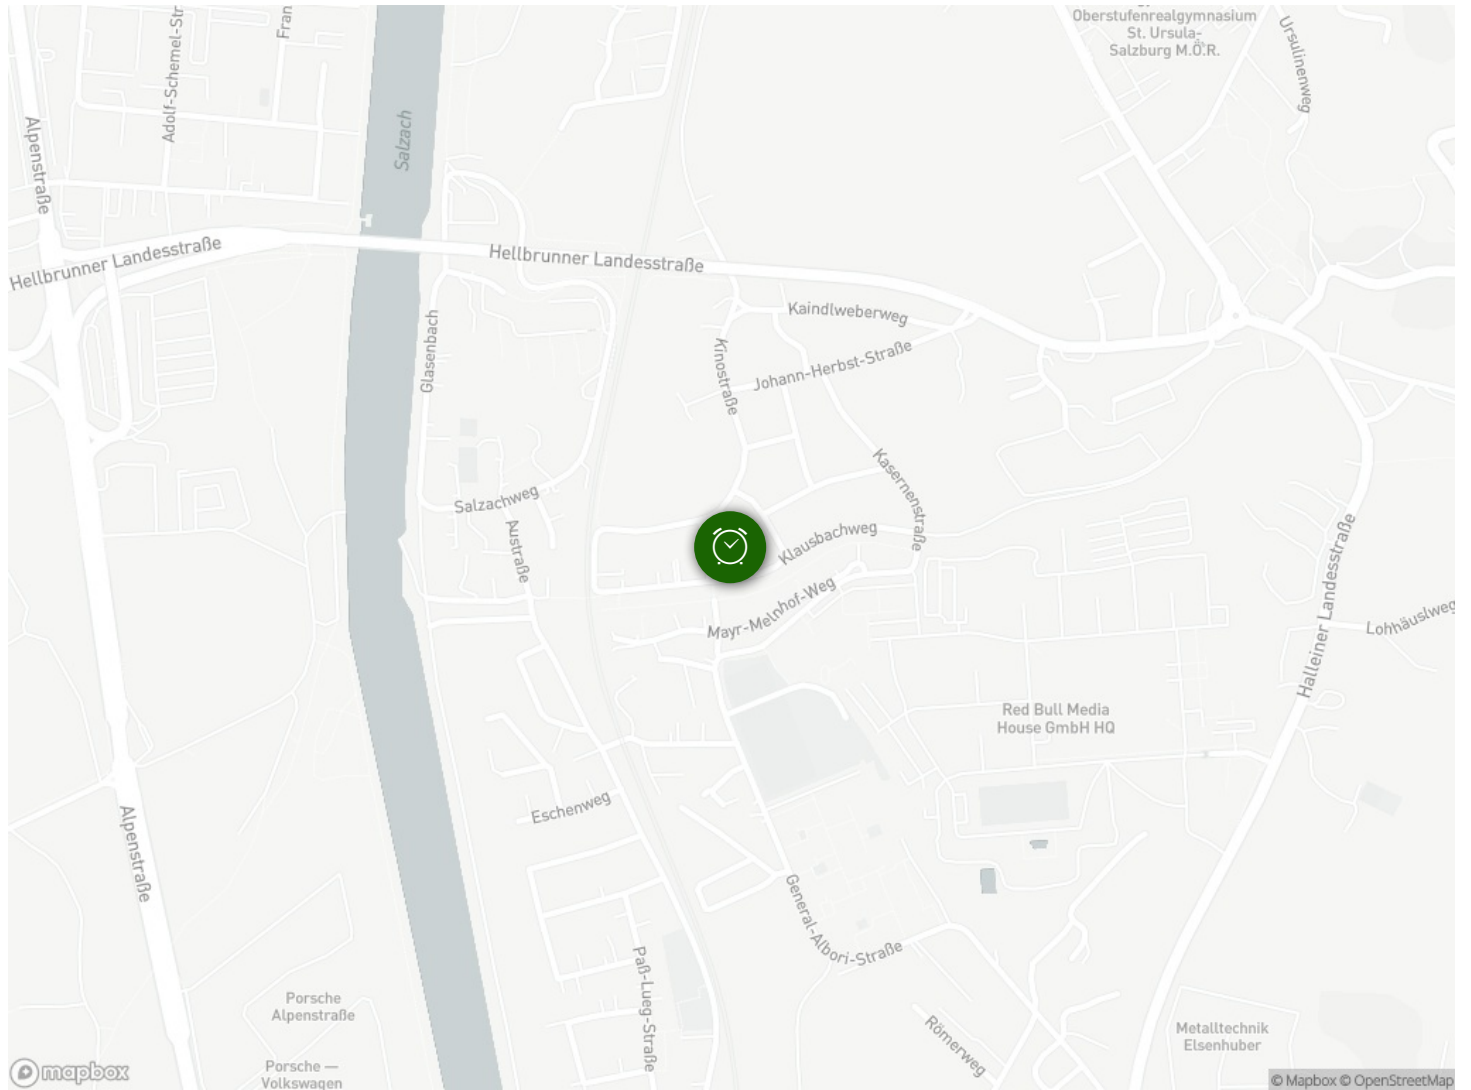 Oberstufenrealgymnasium
St. Ursula-
Salzburg M.Ö.R.
Ursulinenweg
Fran
Adolf-Schemel-Str
Alpenstraße
Salzach
Hellbrunner Landesstraße
Hellbrunner Landesstraße
Kaindlweberweg
Glasenbach
Kinostraße
Johann-Herbst-Straße
Kasernenstraße
Salzachweg
Austraße
Klausbachweg
Halleiner Landesstraße
Mayr-Melnhof-Weg
Lohhäuslweg
Red Bull Media
House GmbH HQ
Eschenweg
Alpenstraße
General-Albori-Straße
Paß-Lueg-Straße
Porsche
Alpenstraße
Römerweg
Metalltechnik
Elsenhuber
Porsche —
Volkswagen
mapbox
© Mapbox © OpenStreetMap